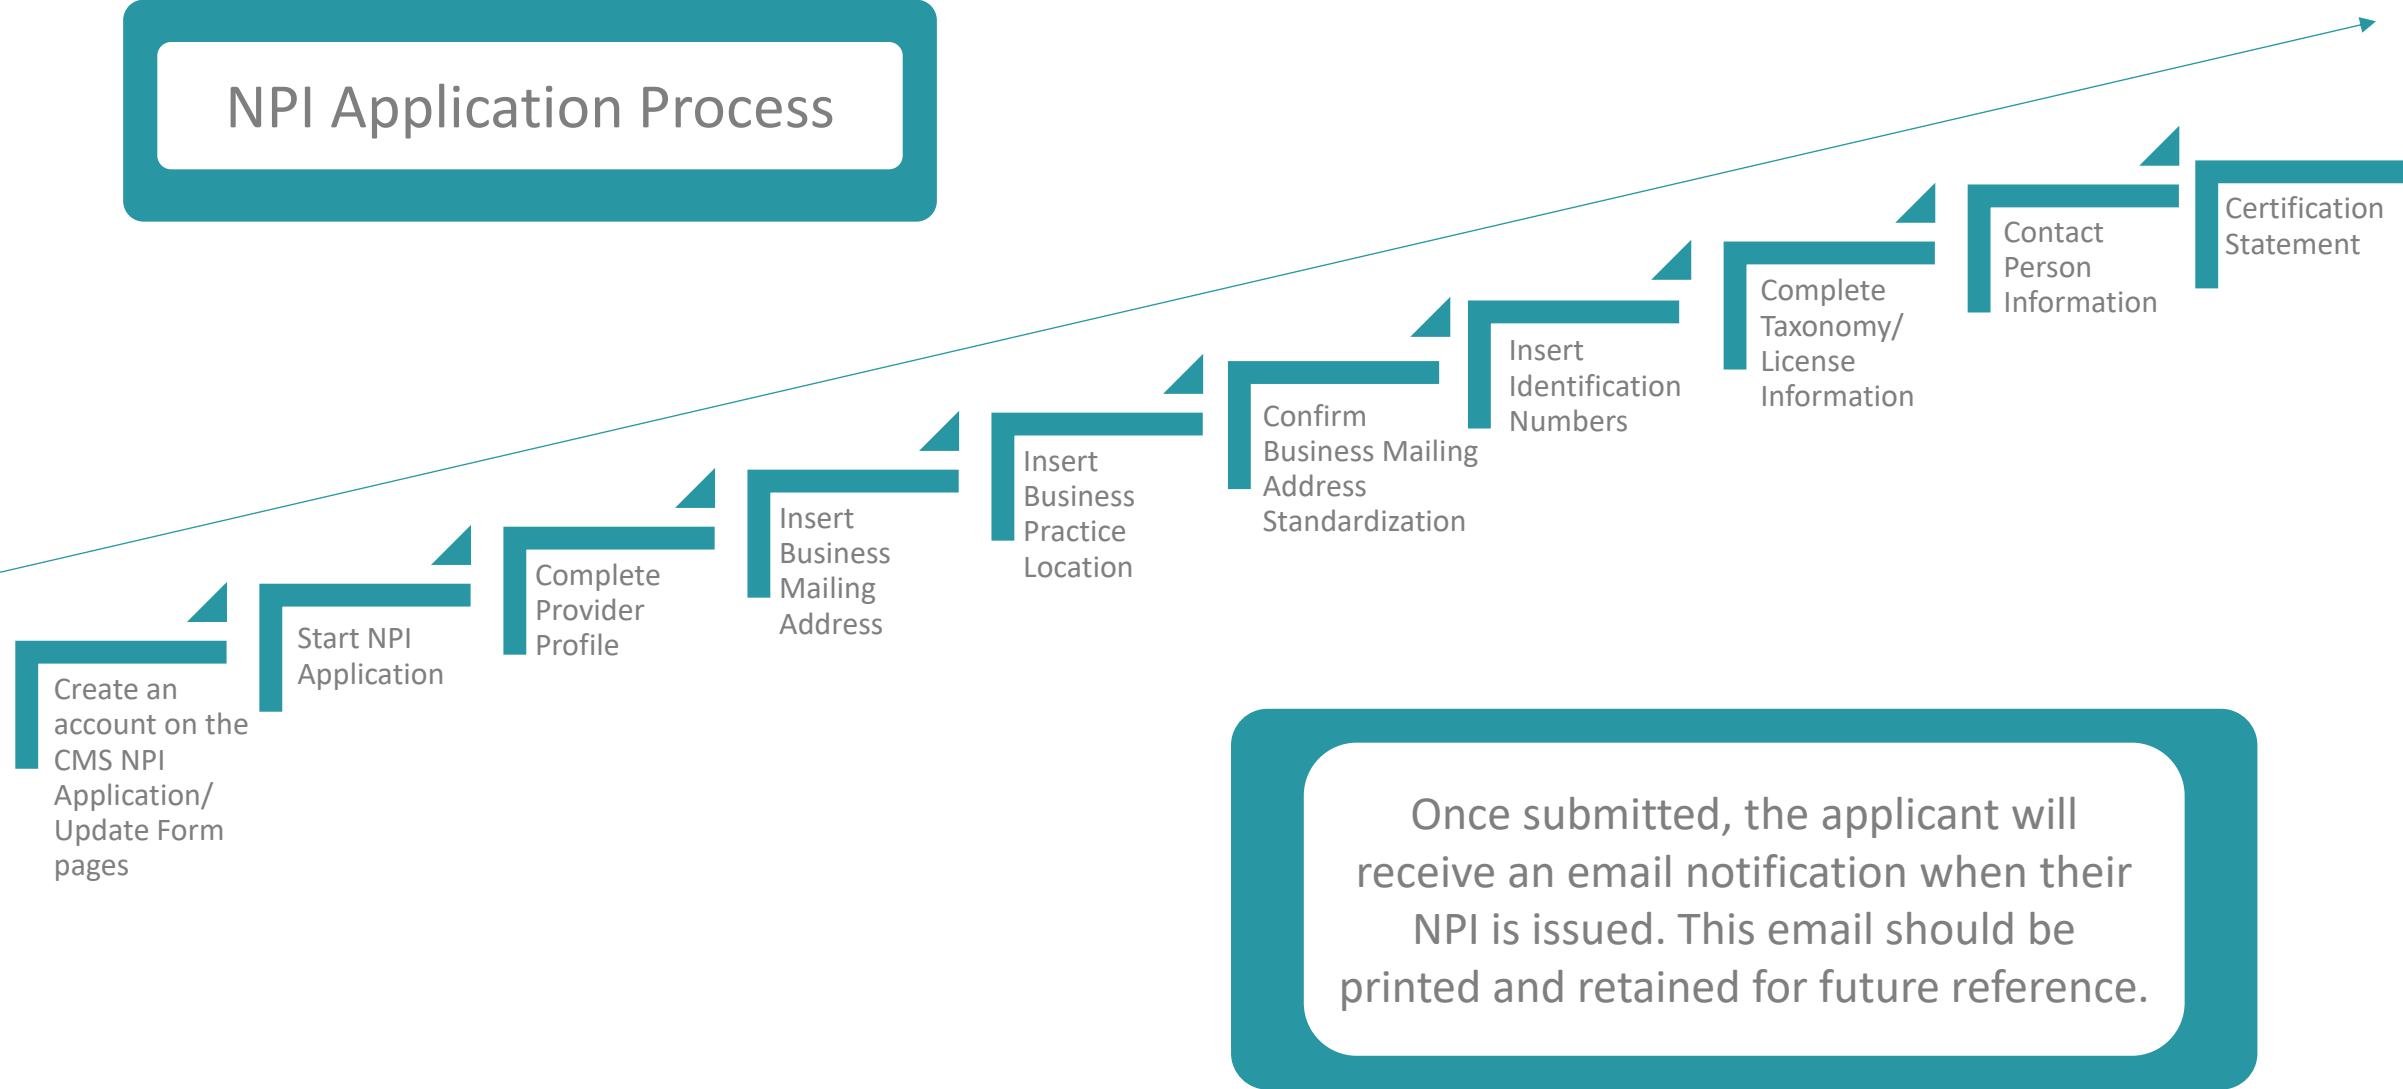 NPI Application Process
Create an
account on the
CMS NPI
Application/
Update Form
pages
Start NPI
Application
Complete
Provider
Profile
Insert
Business
Mailing
Address
Insert
Business
Practice
Location
Confirm
Business Mailing
Address
Standardization
Insert
Identification
Numbers
Complete
Taxonomy/
License
Information
Contact
Person
Information
Certification
Statement
Once submitted, the applicant will
receive an email notification when their
NPI is issued. This email should be
printed and retained for future reference.